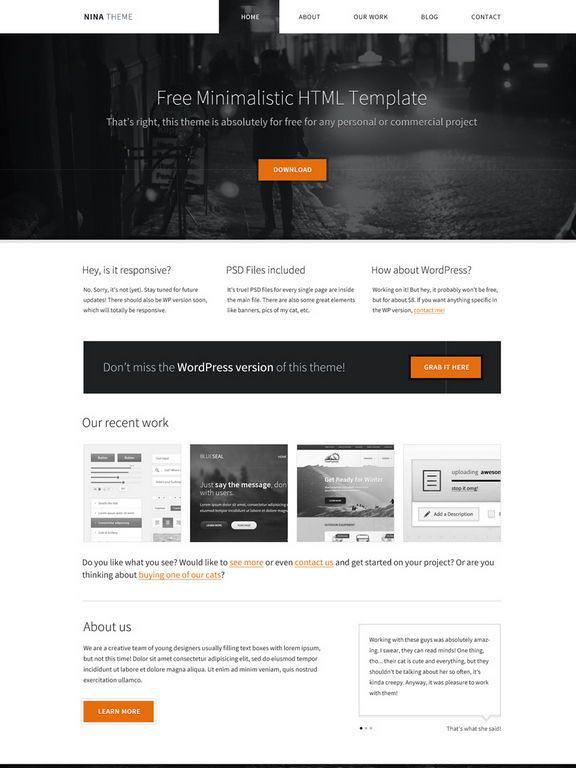 NINA THEME
HOME
ABOUT
OUR WORK
BLOG
CONTACT
Free Minimalistic HTML Template
That's right, this theme is absolutely for free for any personal or commercial project
DOWNLOAD
Hey, is it responsive?
No. Sorry, it's not (yet). Stay tuned for future
updates! There should also be WP version soon,
which will totally be responsive.
PSD Files included
It's true! PSD files for every single page are inside
the main file. There are also some great elements
like banners, pics of my cat, etc.
How about WordPress?
Working on it! But hey, it probably won't be free,
but for about $8. If you want anything specific in
the WP version, contact me!
Don't miss the WordPress version of this theme!
GRAB IT HERE
Our recent work
Button
Button
BLUESEAL
HOME
Just say the message, don
with users.
LEARN MORE
Get Ready for Winter
uploading awesom
stop it omg!
Add a Description
Do you like what you see? Would like to see more or even contact us and get started on your project? Or are you
thinking about buying one of our cats?
About us
We are a creative team of young designers usually filling text boxes with lorem ipsum,
but not this time! Dolor sit amet consectetur adipisicing elit, sed do eiusmod tempor
incididunt ut labore et dolore magna aliqua. Ut enim ad minim veniam, quis nostrud
exercitation ullamco.
LEARN MORE
Working with these guys was absolutely amaz-
ing. I swear, they can read minds! One thing,
tho... their cat is cute and everything, but they
shouldn't be talking about her so often, it's
kinda creepy. Anyway, it was pleasure to work
with them!
That's what she said!